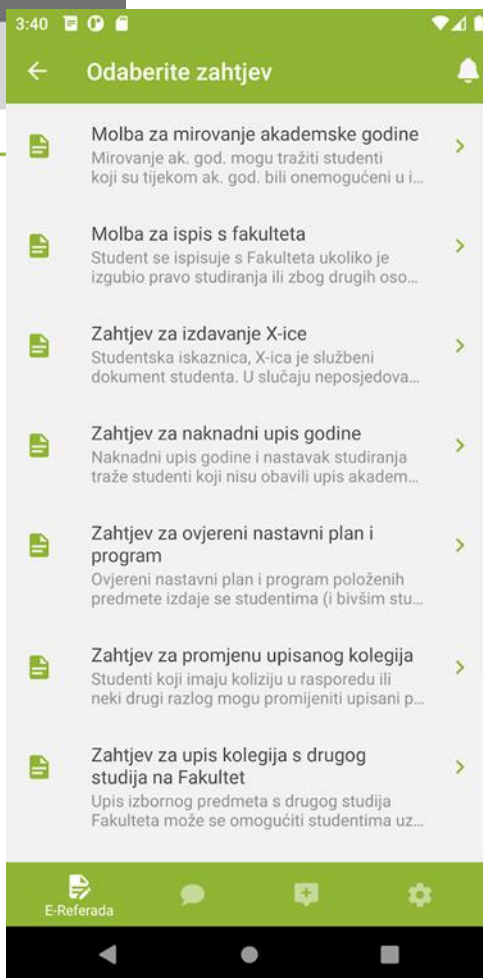 3:40
Odaberite zahtjev
Molba za mirovanje akademske godine
Mirovanje ak. god. mogu tražiti studenti
koji su tijekom ak. god. bili onemogućeni u i...
Molba za ispis s fakulteta
Student se ispisuje s Fakulteta ukoliko je
izgubio pravo studiranja ili zbog drugih oso...
Zahtjev za izdavanje X-ice
Studentska iskaznica, X-ica je službeni
dokument studenta. U slučaju neposjedova...
Zahtjev za naknadni upis godine
Naknadni upis godine i nastavak studiranja
traže studenti koji nisu obavili upis akadem...
Zahtjev za ovjereni nastavni plan i
program
Ovjereni nastavni plan i program položenih
predmete izdaje se studentima (i bivšim stu...
Zahtjev za promjenu upisanog kolegija
Studenti koji imaju koliziju u rasporedu ili
neki drugi razlog mogu promijeniti upisani p...
Zahtjev za upis kolegija s drugog
studija na Fakultet
Upis izbornog predmeta s drugog studija
Fakulteta može se omogućiti studentima uz...
E-Referada